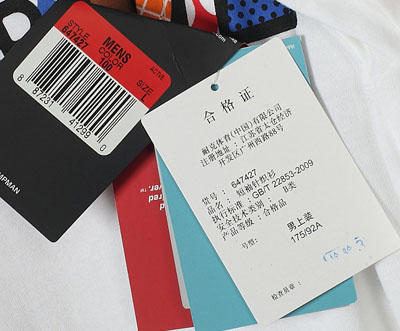 STYLE
647427
MENS
COLOR
100
ACTIVE
SIZE
L
8 87231 41299 0
MPMAN
合格证
耐克体育(中国)有限公司
注册地址：江苏省太仓经济
开发区广州西路88号
货号： 647427
品名： 短袖针织衫
执行标准：GB/T 22853-2009
安全技术类别： B类
产品等级：合格品
号型：
男上装
175/92A
检查员章：